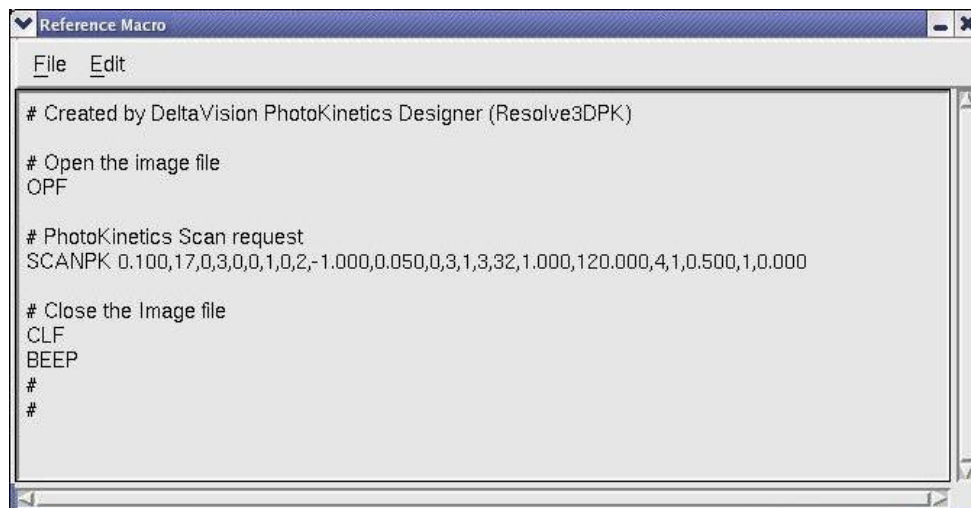 Reference Macro
File Edit
# Created by DeltaVision PhotoKinetics Designer (Resolve3DPK)
# Open the image file
OPF
# PhotoKinetics Scan request
SCANPK 0.100,17,0,3,0,0,1,0,2,-1.000,0.050,0,3,1,3,32,1.000,120.000,4,1,0.500,1,0.000
# Close the Image file
CLF
BEEP
#
#